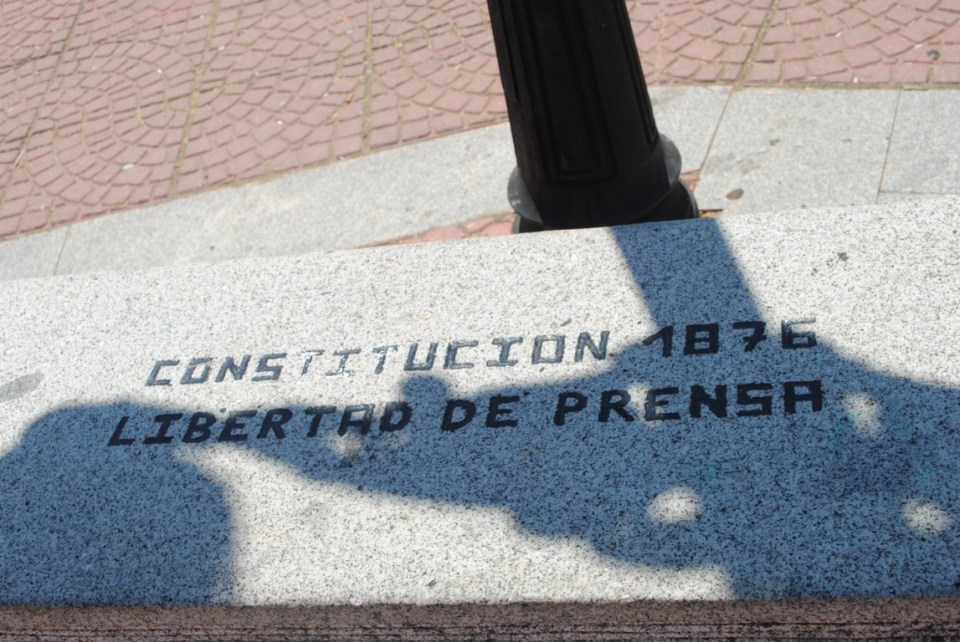 CONSTITUCIÓN 1876
LIBERTAD DE PRENSA